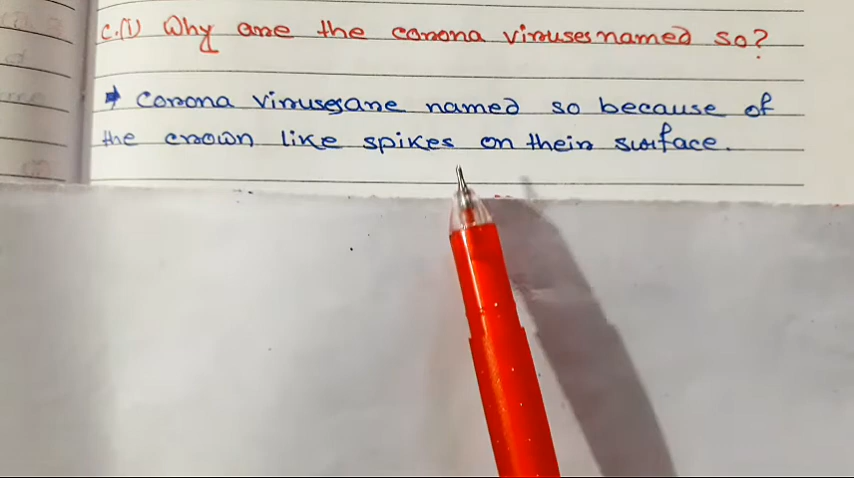 C.(i) Why are the corona viruses named so?
→ Corona viruses are named so because of
the crown like spikes on their surface.